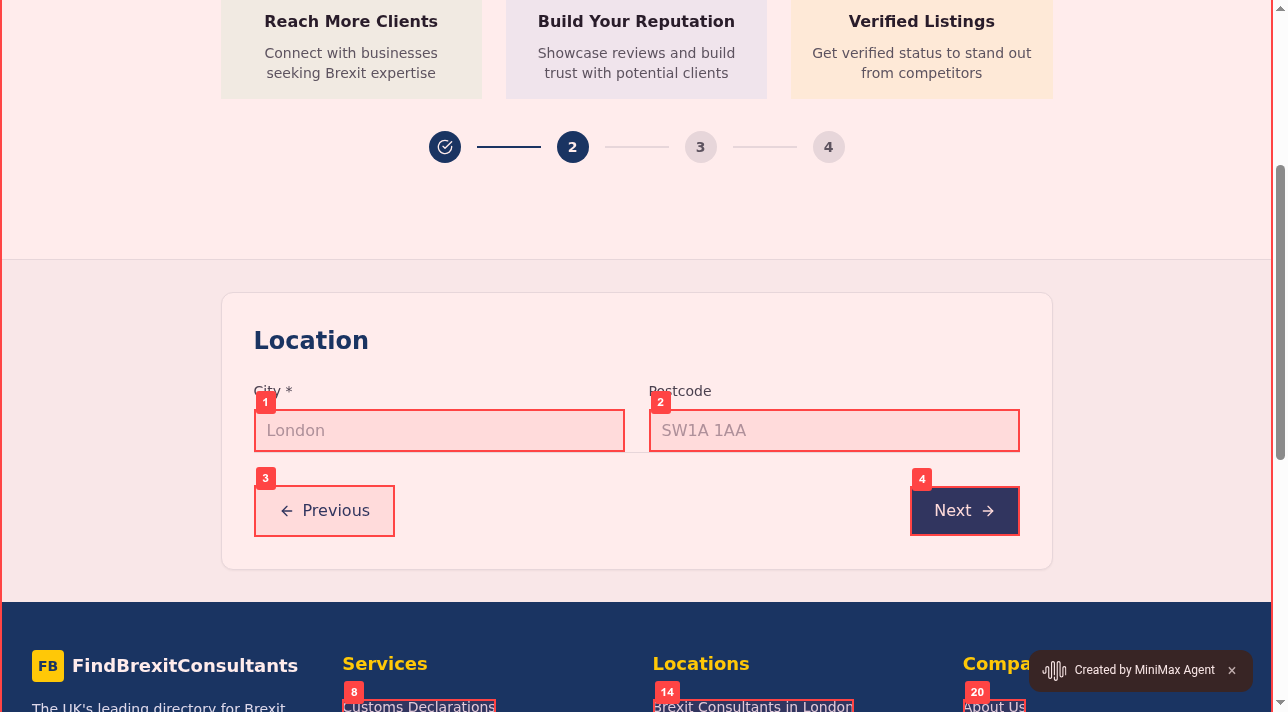 Reach More Clients
Connect with businesses
seeking Brexit expertise
Build Your Reputation
Showcase reviews and build
trust with potential clients
Verified Listings
Get verified status to stand out
from competitors
2
3
4
Location
City *
1
London
Postcode
2
SW1A 1AA
3
Previous
4
Next
FB FindBrexitConsultants
The UK's leading directory for Brexit
Services
8
Customs Declarations
Locations
14
Brexit Consultants in London
Compa
20
About Us
Created by MiniMax Agent ×